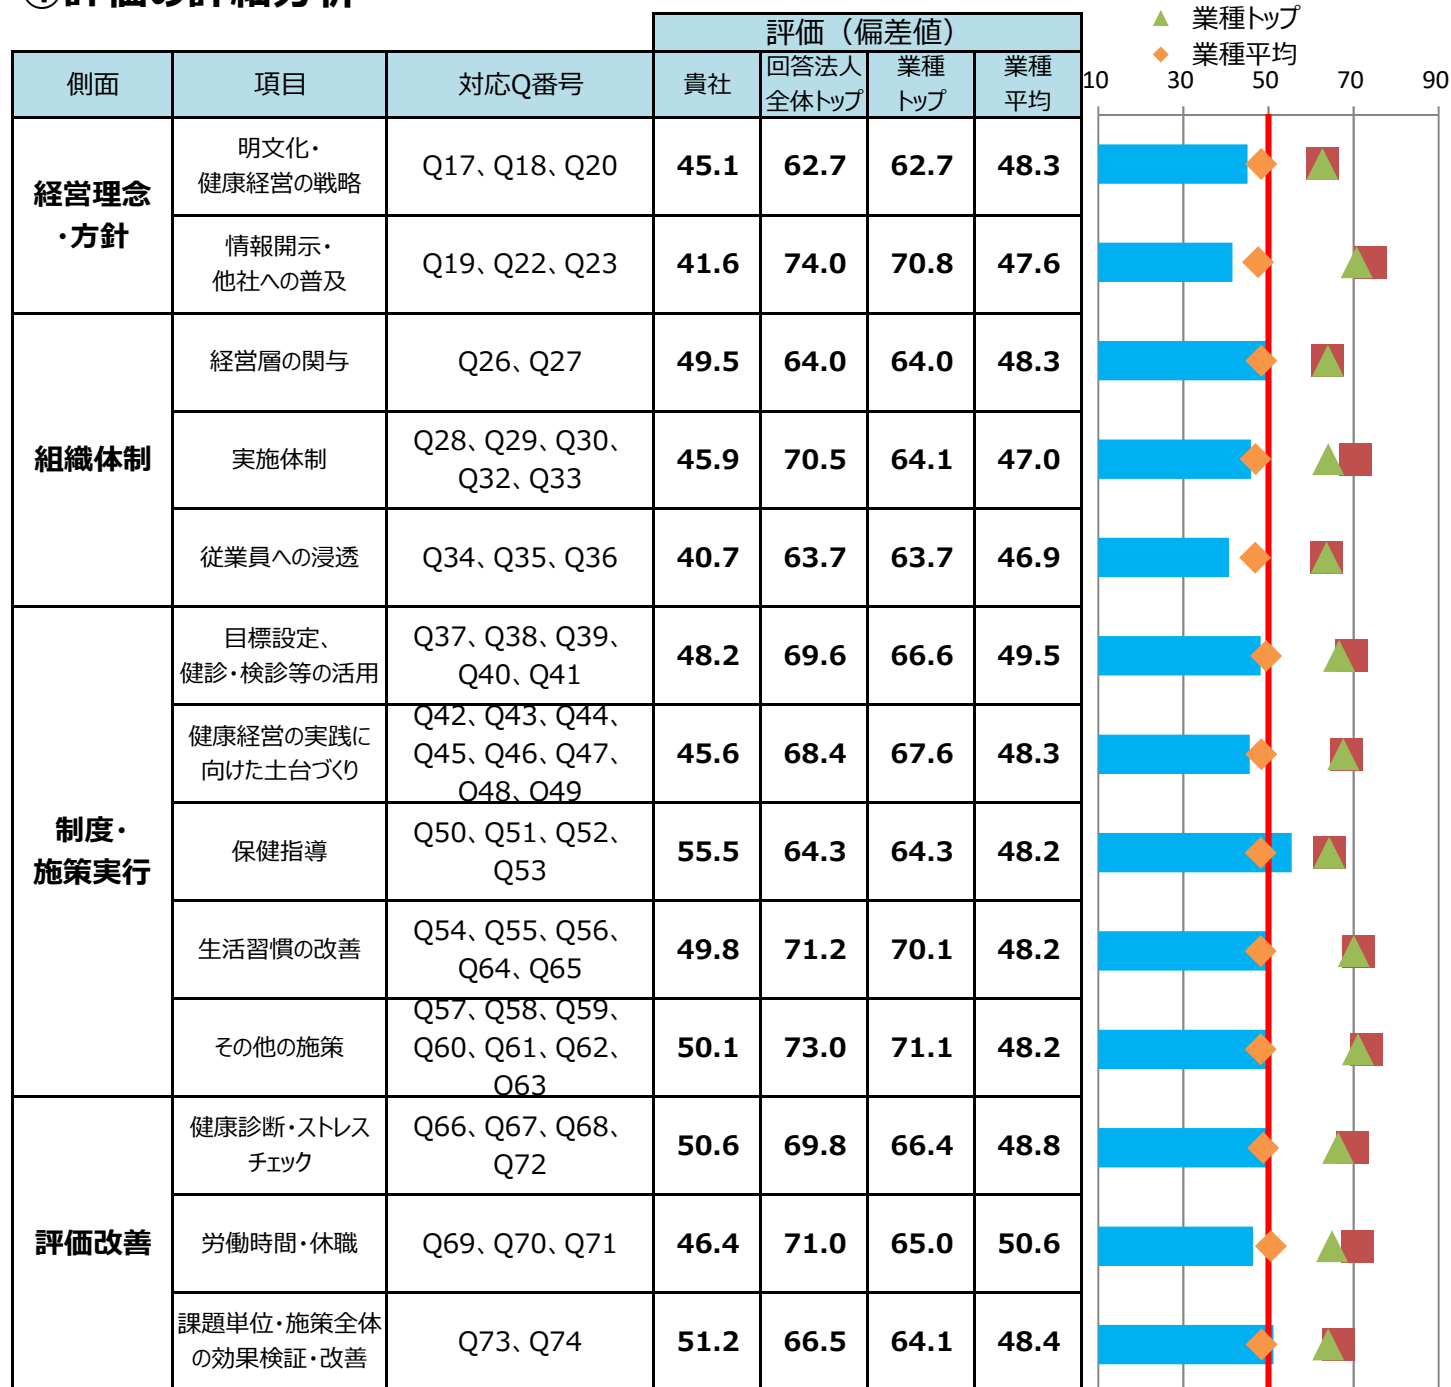 ①評価の詳細分析
業種トップ
業種平均
評価（偏差値）
側面 項目 対応Q番号 貴社 回答法人 業種 業種
全体トップ トップ 平均
10 30 50 70 90
経営理念
・方針
明文化・
健康経営の戦略
Q17、Q18、Q20 45.1 62.7 62.7 48.3
情報開示・
他社への普及
Q19、Q22、Q23 41.6 74.0 70.8 47.6
組織体制
経営層の関与 Q26、Q27 49.5 64.0 64.0 48.3
実施体制
Q28、Q29、Q30、
Q32、Q33
45.9 70.5 64.1 47.0
従業員への浸透 Q34、Q35、Q36 40.7 63.7 63.7 46.9
制度・
施策実行
目標設定、
健診・検診等の活用
Q37、Q38、Q39、
Q40、Q41
48.2 69.6 66.6 49.5
健康経営の実践に
向けた土台づくり
Q42、Q43、Q44、
Q45、Q46、Q47、
Q48、Q49
45.6 68.4 67.6 48.3
保健指導
Q50、Q51、Q52、
Q53
55.5 64.3 64.3 48.2
生活習慣の改善
Q54、Q55、Q56、
Q64、Q65
49.8 71.2 70.1 48.2
その他の施策
Q57、Q58、Q59、
Q60、Q61、Q62、
Q63
50.1 73.0 71.1 48.2
評価改善
健康診断・ストレス
チェック
Q66、Q67、Q68、
Q72
50.6 69.8 66.4 48.8
労働時間・休職 Q69、Q70、Q71 46.4 71.0 65.0 50.6
課題単位・施策全体
の効果検証・改善
Q73、Q74 51.2 66.5 64.1 48.4